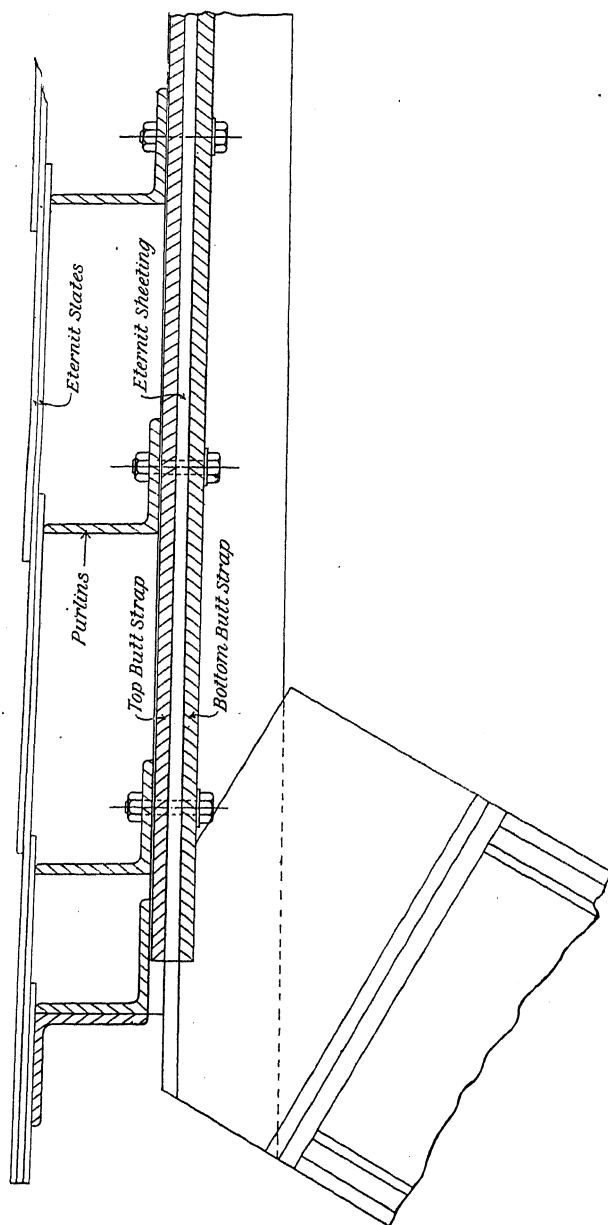 Eternit Slates
Eternit Sheeting
Purlins
Top Butt Strap
Bottom Butt Strap